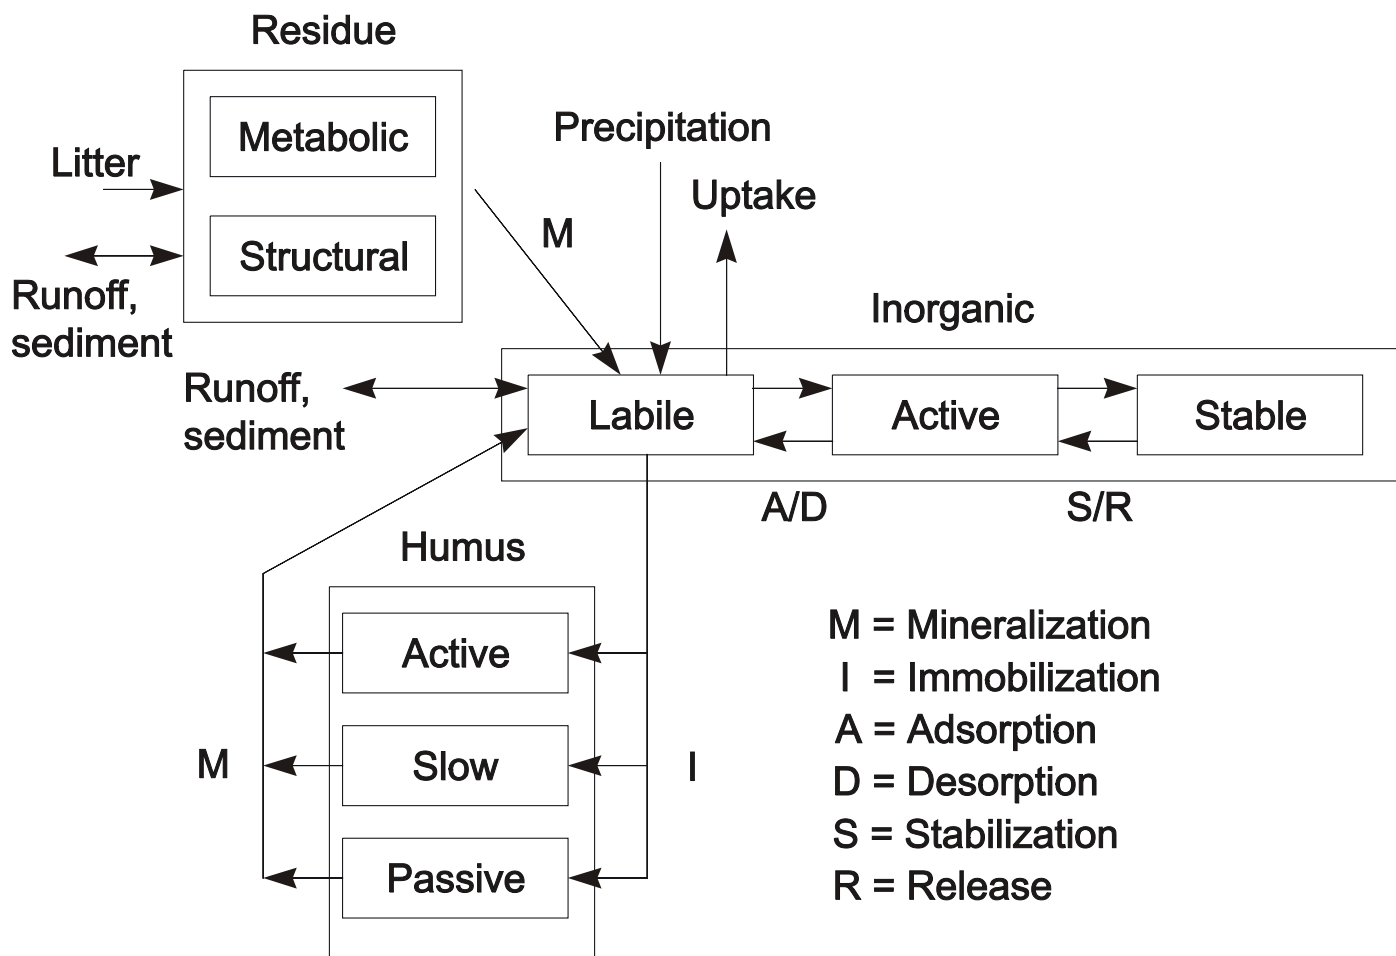 Residue
Metabolic
Litter
Structural
Runoff,
sediment
M
Precipitation
Uptake
Inorganic
Runoff,
sediment
Labile
Active
Stable
A/D
S/R
Humus
Active
Slow
Passive
M
I
M = Mineralization
I = Immobilization
A = Adsorption
D = Desorption
S = Stabilization
R = Release